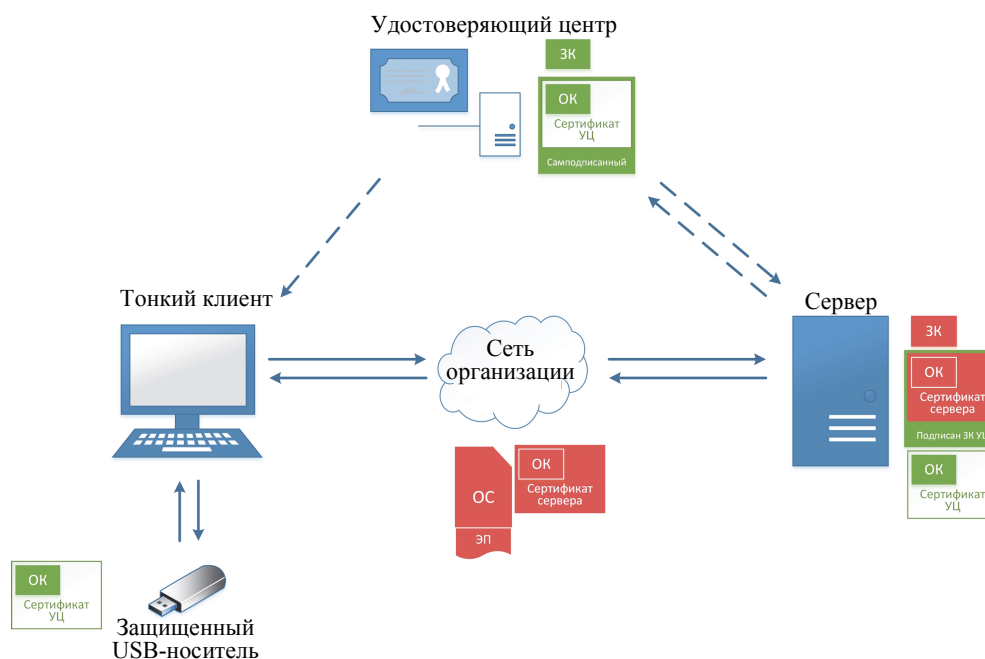 Удостоверяющий центр
ЗК
ОК
Сертификат
УЦ
Самподписанный
Тонкий клиент
Сеть
организации
Сервер
ЗК
ОК
Сертификат
сервера
Подписан ЗК УЦ
ОК
Сертификат
УЦ
ОС
ЭП
ОК
Сертификат
сервера
ОК
Сертификат
УЦ
Защищенный
USB-носитель